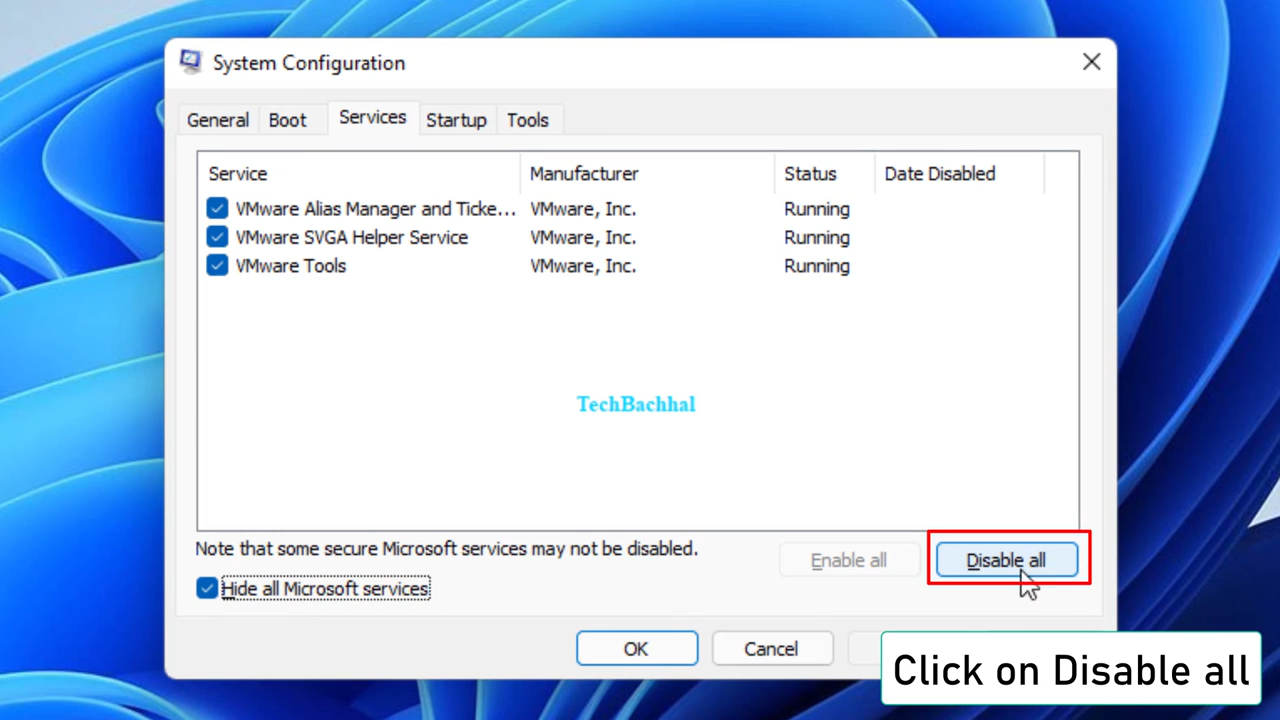 System Configuration
General Boot Services Startup Tools
Service Manufacturer Status Date Disabled
VMware Alias Manager and Ticke... VMware, Inc. Running
VMware SVGA Helper Service VMware, Inc. Running
VMware Tools VMware, Inc. Running
TechBachhal
Note that some secure Microsoft services may not be disabled.
Enable all Disable all
Hide all Microsoft services
OK Cancel
Click on Disable all